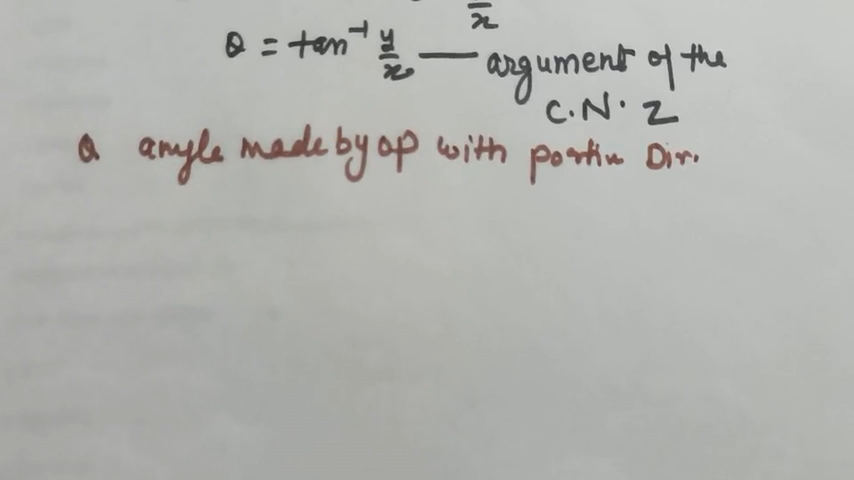 x
θ = tan⁻¹ y/x — argument of the
C.N. Z
θ angle made by op with positive Dir.